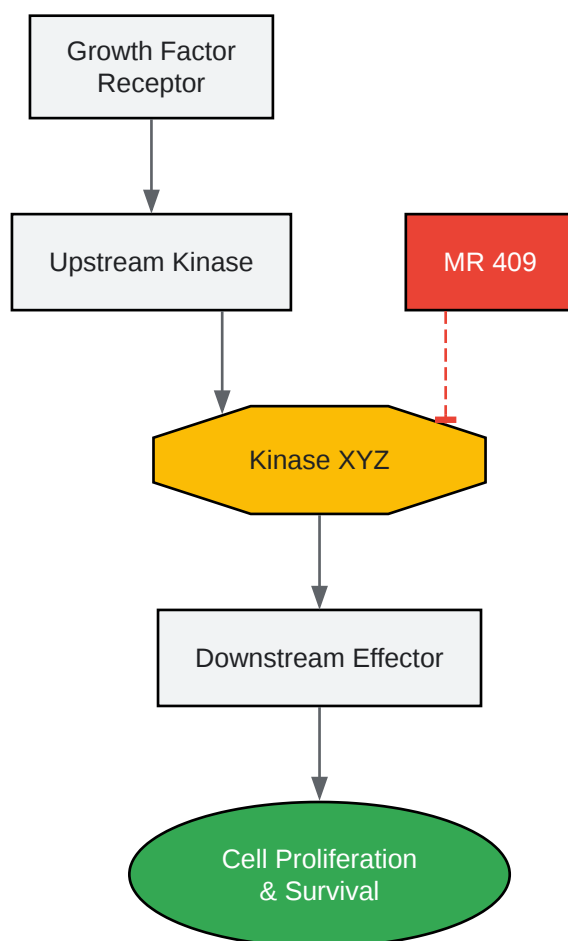 Growth Factor
Receptor
Upstream Kinase
MR 409
Kinase XYZ
Downstream Effector
Cell Proliferation
& Survival